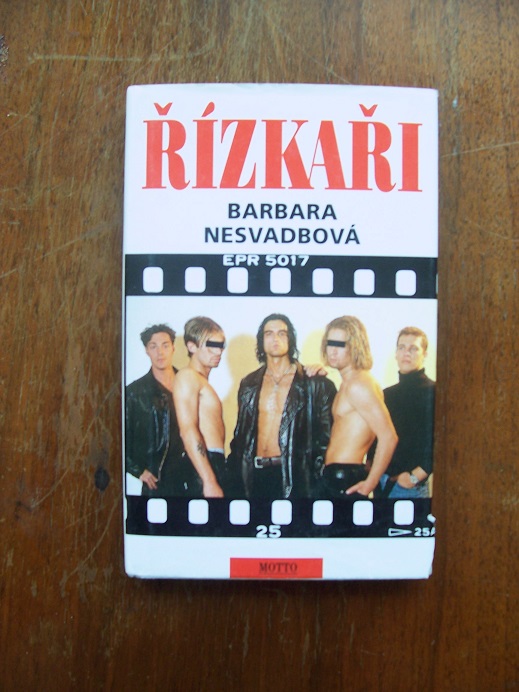 ŘÍZKAŘI
BARBARA
NESVADBOVÁ
EPR 5017
25
25A
MOTTO